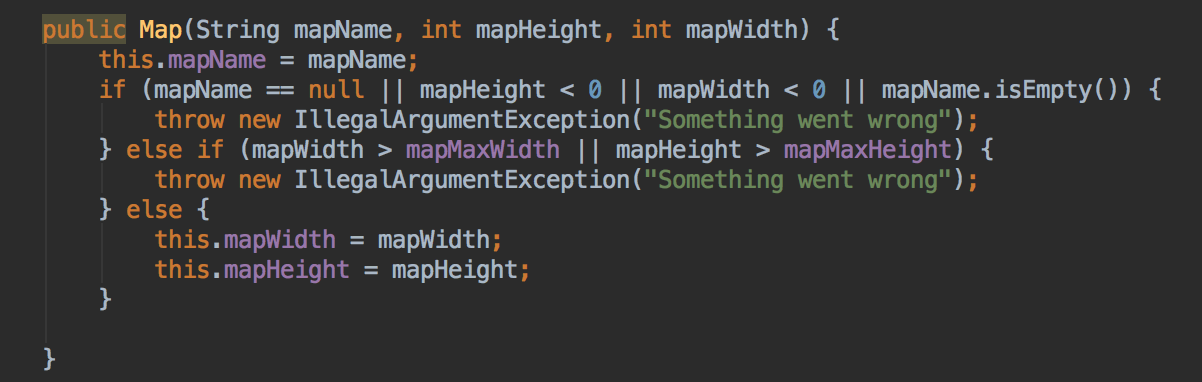 public Map(String mapName, int mapHeight, int mapWidth) {
    this.mapName = mapName;
    if (mapName == null || mapHeight < 0 || mapWidth < 0 || mapName.isEmpty()) {
        throw new IllegalArgumentException("Something went wrong");
    } else if (mapWidth > mapMaxWidth || mapHeight > mapMaxHeight) {
        throw new IllegalArgumentException("Something went wrong");
    } else {
        this.mapWidth = mapWidth;
        this.mapHeight = mapHeight;
    }
}